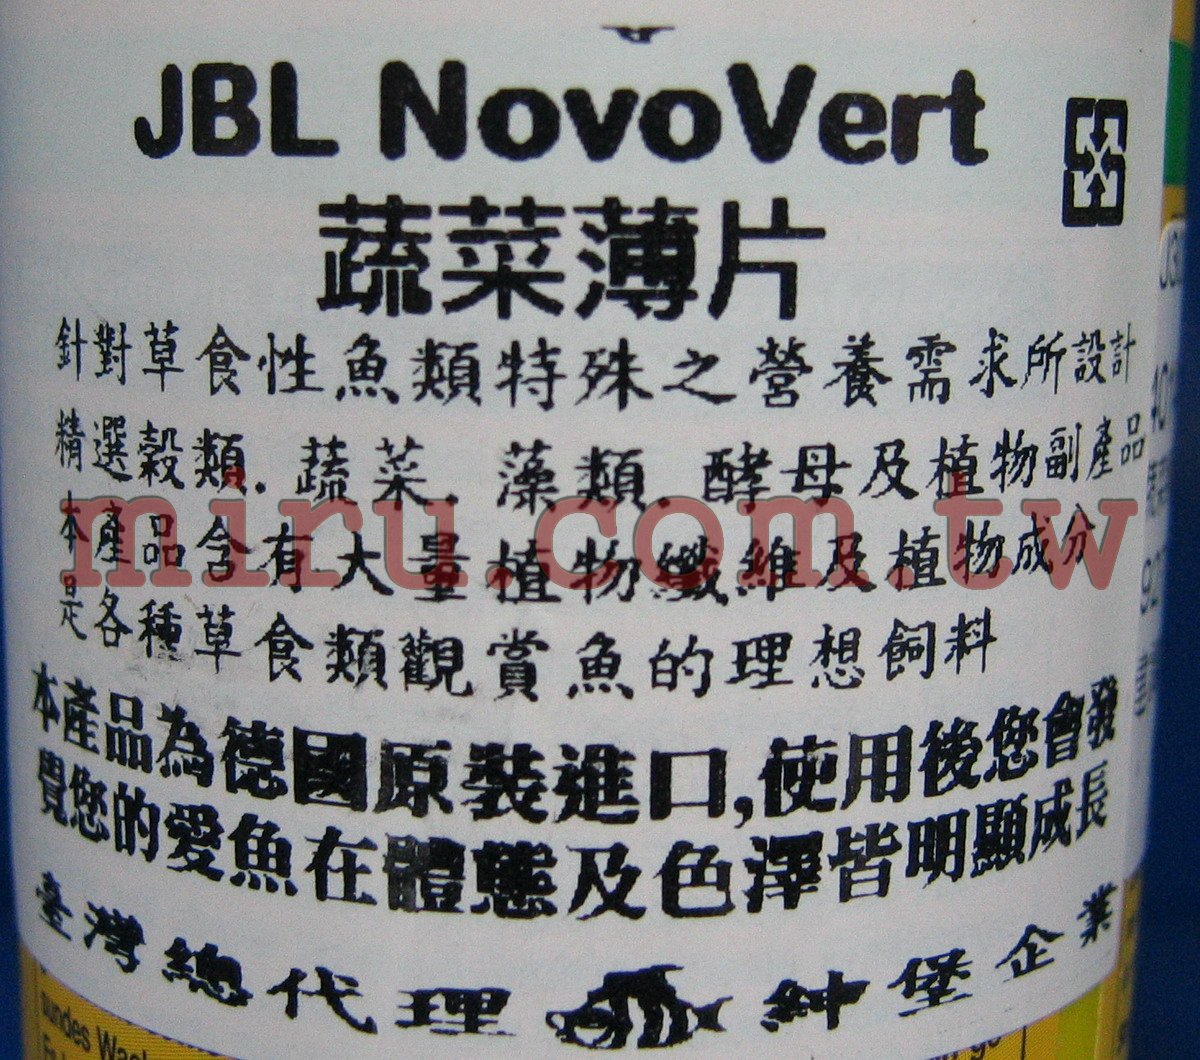 JBL NovoVert
蔬菜薄片
針對草食性魚類特殊之營養需求所設計
精選穀類.蔬菜.藻類.酵母及植物副產品
本產品含有大量植物纖維及植物成分
是各種草食類觀賞魚的理想飼料
本產品為德國原裝進口,使用後您會發
覺您的愛魚在體態及色澤皆明顯成長
臺灣總代理 紳堡企業
miru.com.tw